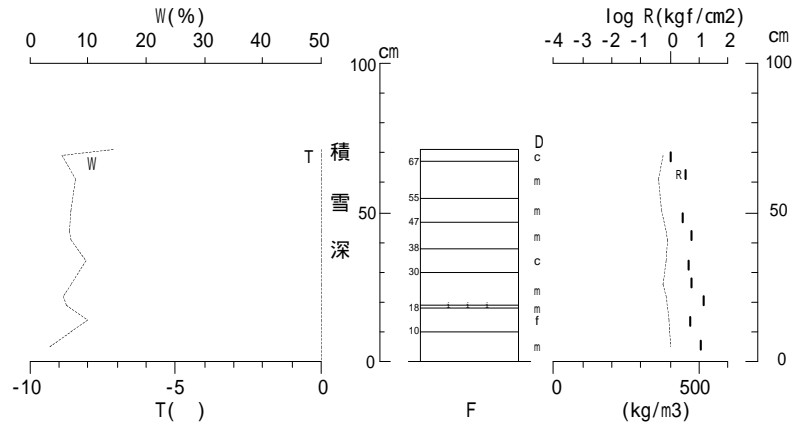 W(%)
0 10 20 30 40 50
cm
100
50
0
W
T
積
雪
深
-10 -5 0
T( )
D
c
m
m
m
c
m
m
f
m
67
55
47
38
30
18
10
F
log R(kgf/cm2)
-4 -3 -2 -1 0 1 2
cm
100
50
0
R
0 500
(kg/m3)